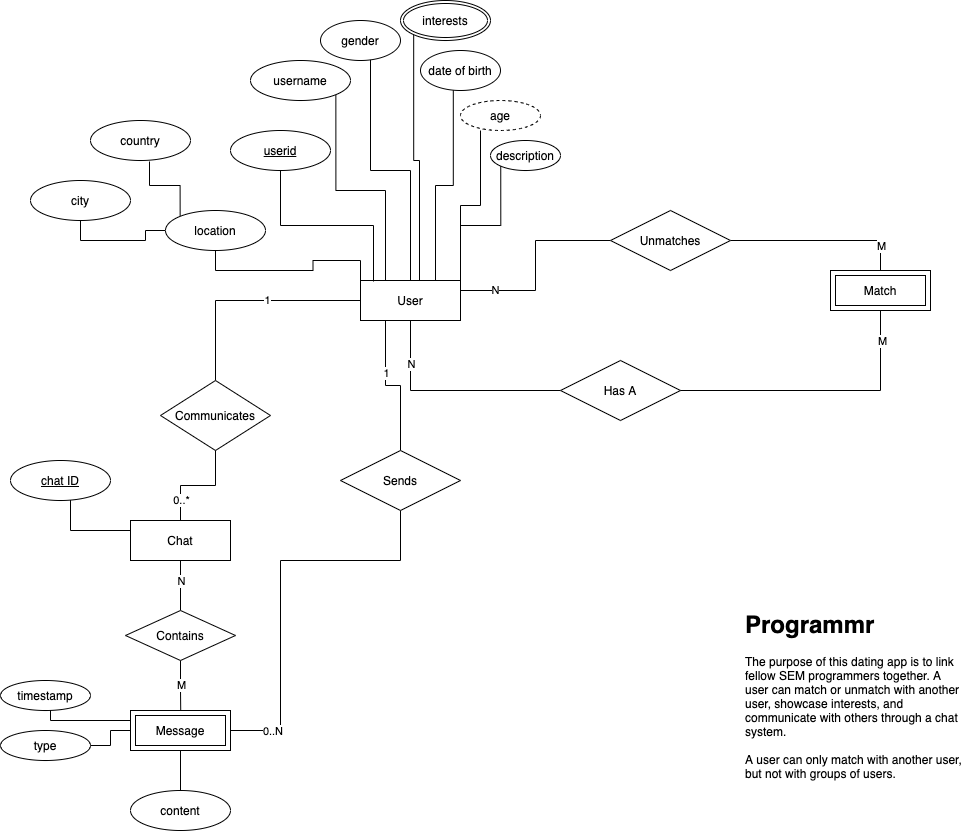 interests
gender
date of birth
username
age
country
userid
description
city
location
Unmatches
M
N
User
Match
1
M
N
1
Has A
Communicates
chat ID
Sends
0..*
Chat
N
Contains
Programmr
The purpose of this dating app is to link
fellow SEM programmers together. A
user can match or unmatch with another
user, showcase interests, and
communicate with others through a chat
system.
A user can only match with another user,
but not with groups of users.
M
timestamp
Message
0..N
type
content